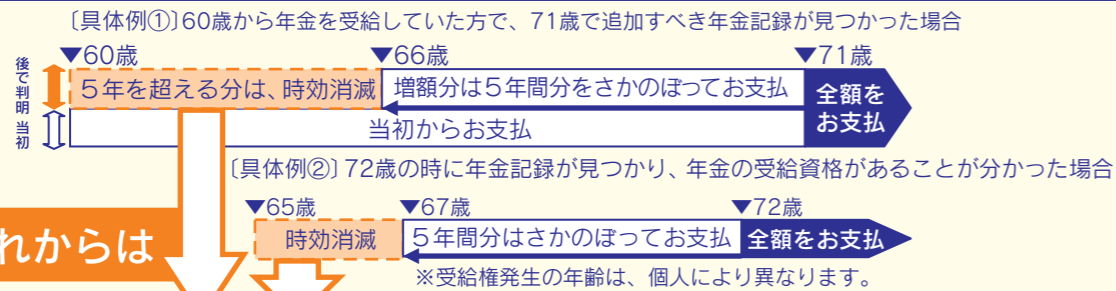 〔具体例①〕60歳から年金を受給していた方で、71歳で追加すべき年金記録が見つかった場合
▼60歳
▼66歳
▼71歳
後で判明
5年を超える分は、時効消滅
増額分は5年間分をさかのぼってお支払
全額をお支払
当初
当初からお支払
〔具体例②〕72歳の時に年金記録が見つかり、年金の受給資格があることが分かった場合
▼65歳
▼67歳
▼72歳
時効消滅
5年間分はさかのぼってお支払
全額をお支払
れからは
※受給権発生の年齢は、個人により異なります。